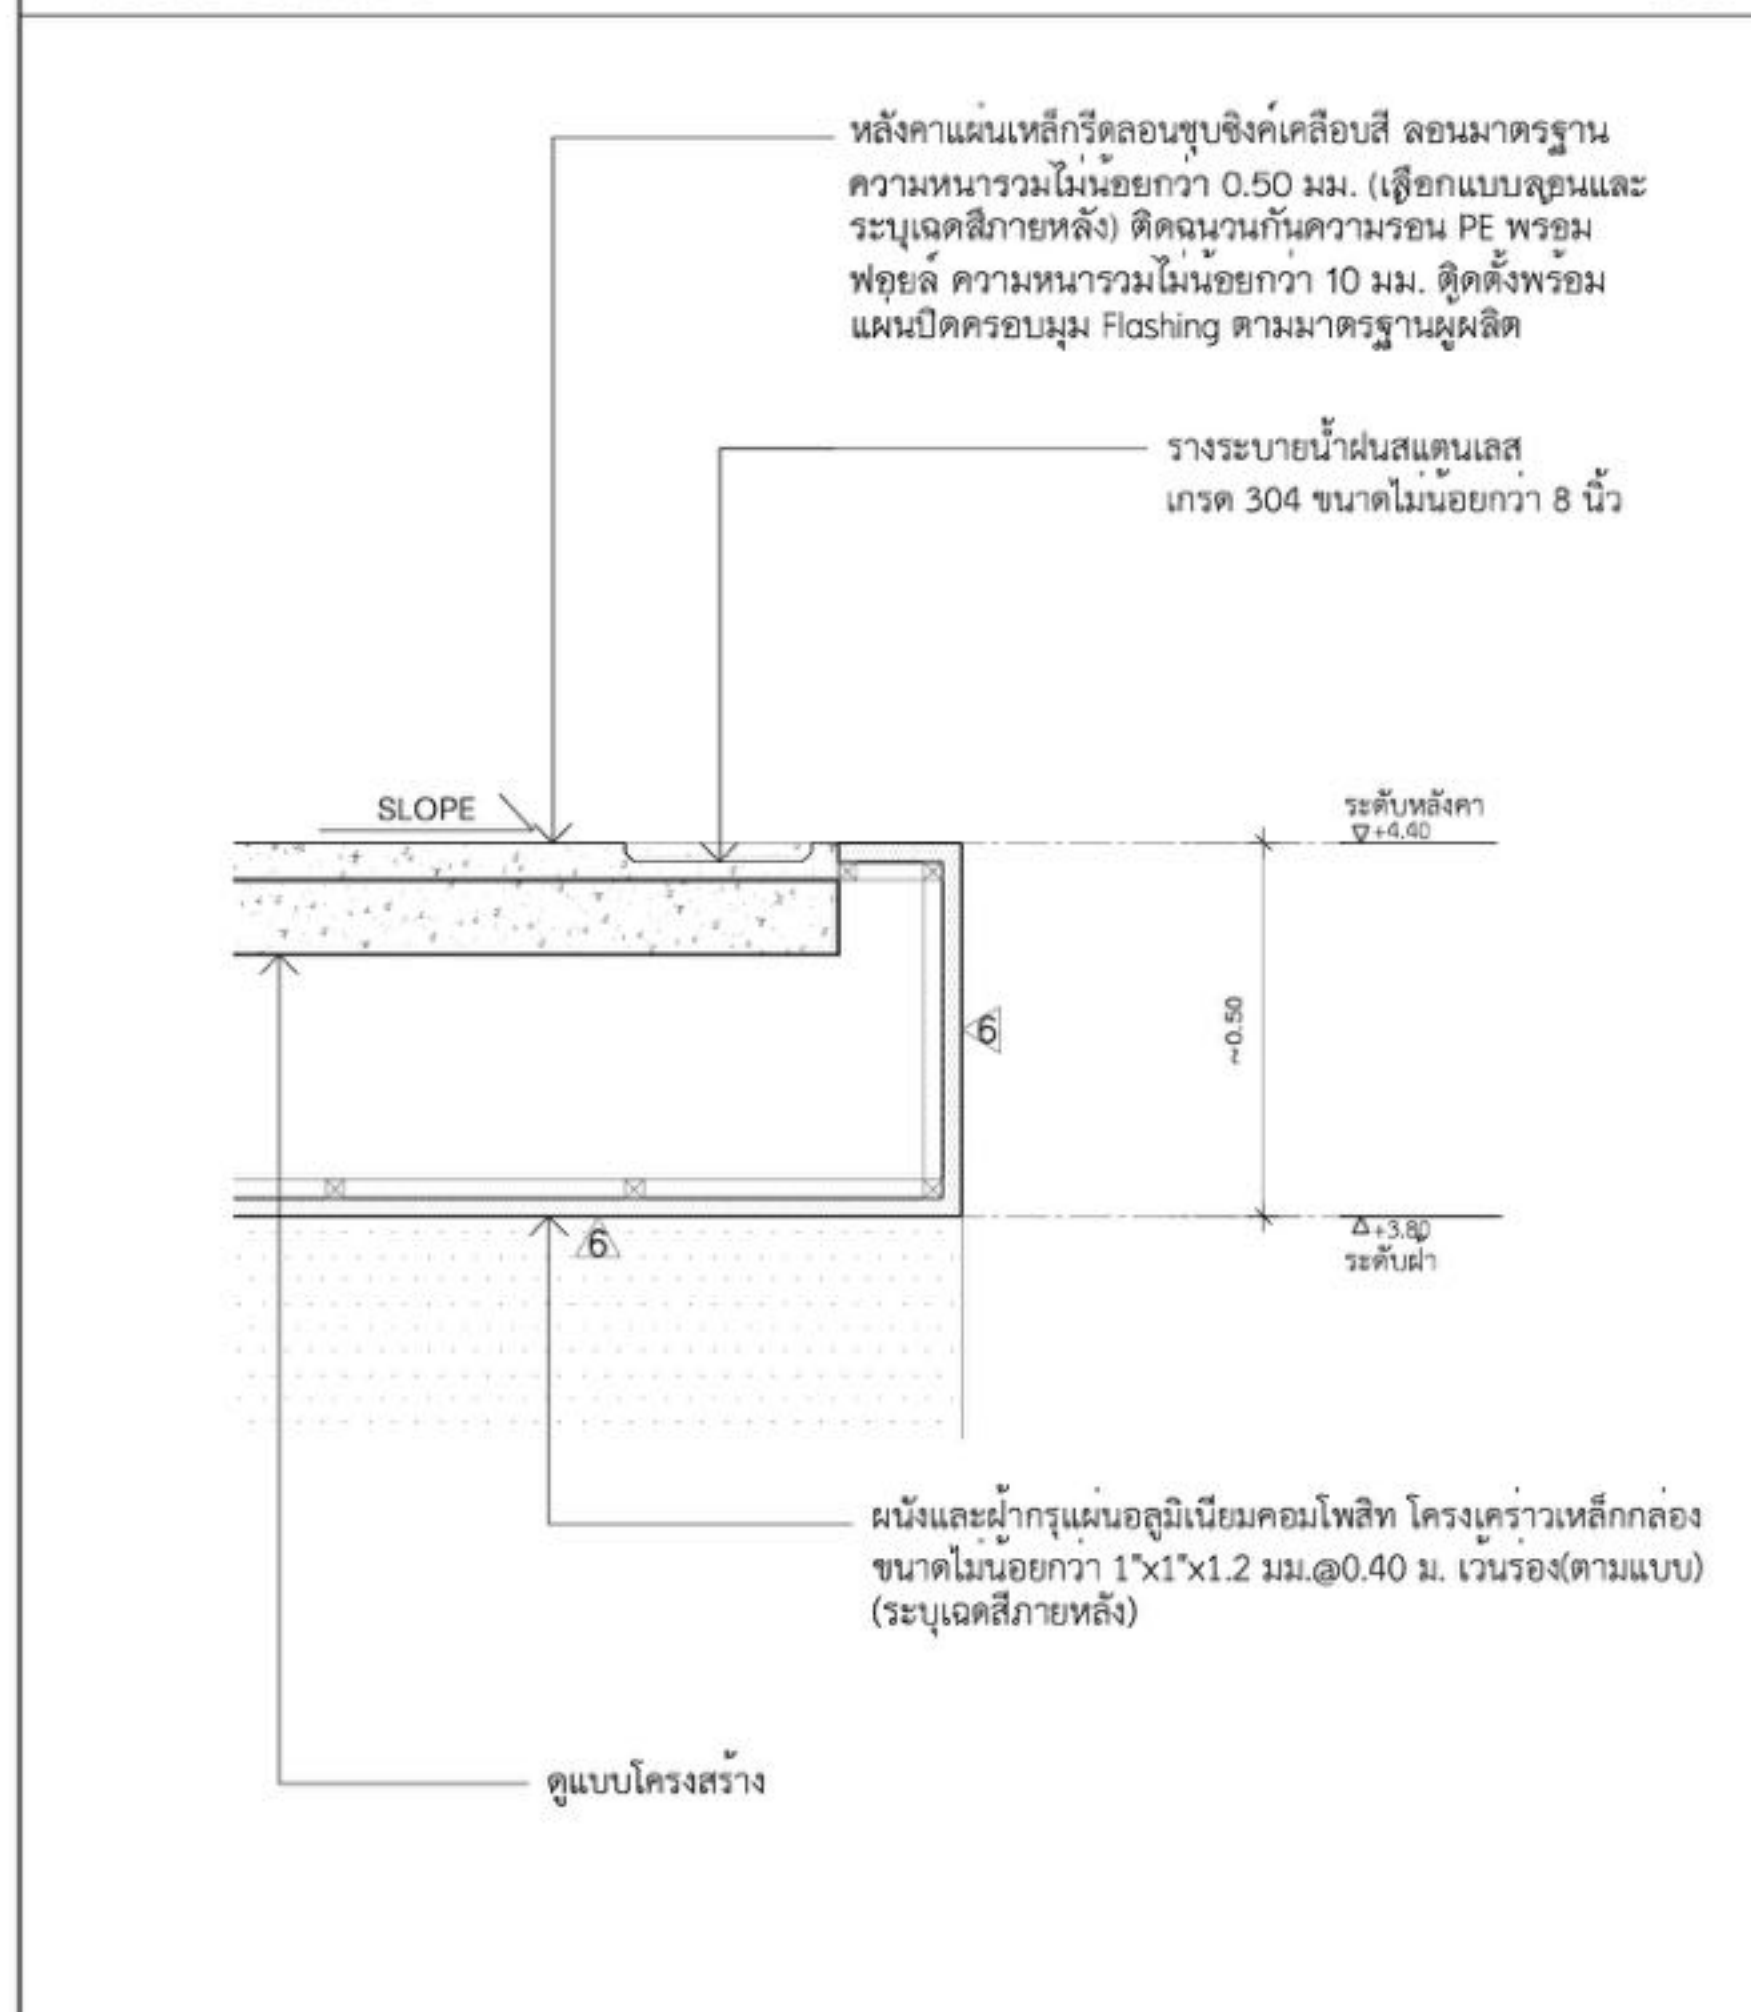 หลังคาแผ่นเหล็กรีดลอนชุบซิงค์เคลือบสี ลอนมาตรฐาน
ความหนารวมไม่น้อยกว่า 0.50 มม. (เลือกแบบลอนและ
ระบุเฉดสีภายหลัง) ติดฉนวนกันความร้อน PE พร้อม
ฟอยล์ ความหนารวมไม่น้อยกว่า 10 มม. ติดตั้งพร้อม
แผ่นปิดครอบมุม Flashing ตามมาตรฐานผู้ผลิต
รางระบายน้ำฝนสแตนเลส
เกรด 304 ขนาดไม่น้อยกว่า 8 นิ้ว
SLOPE
ระดับหลังคา
+4.40
6
~0.50
6
+3.80
ระดับฝ้า
ผนังและฝ้ากรุแผ่นอลูมิเนียมคอมโพสิท โครงเคร่าวเหล็กกล่อง
ขนาดไม่น้อยกว่า 1"x1"x1.2 มม.@0.40 ม. เว้นร่อง(ตามแบบ)
(ระบุเฉดสีภายหลัง)
ดูแบบโครงสร้าง